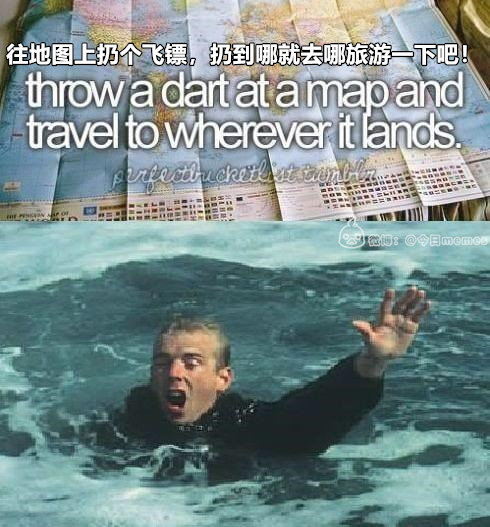 往地图上扔个飞镖，扔到哪就去哪旅游一下吧！
throw a dart at a map and
travel to wherever it lands.
perfectbucketlist.tumblr
微博：@今日memes